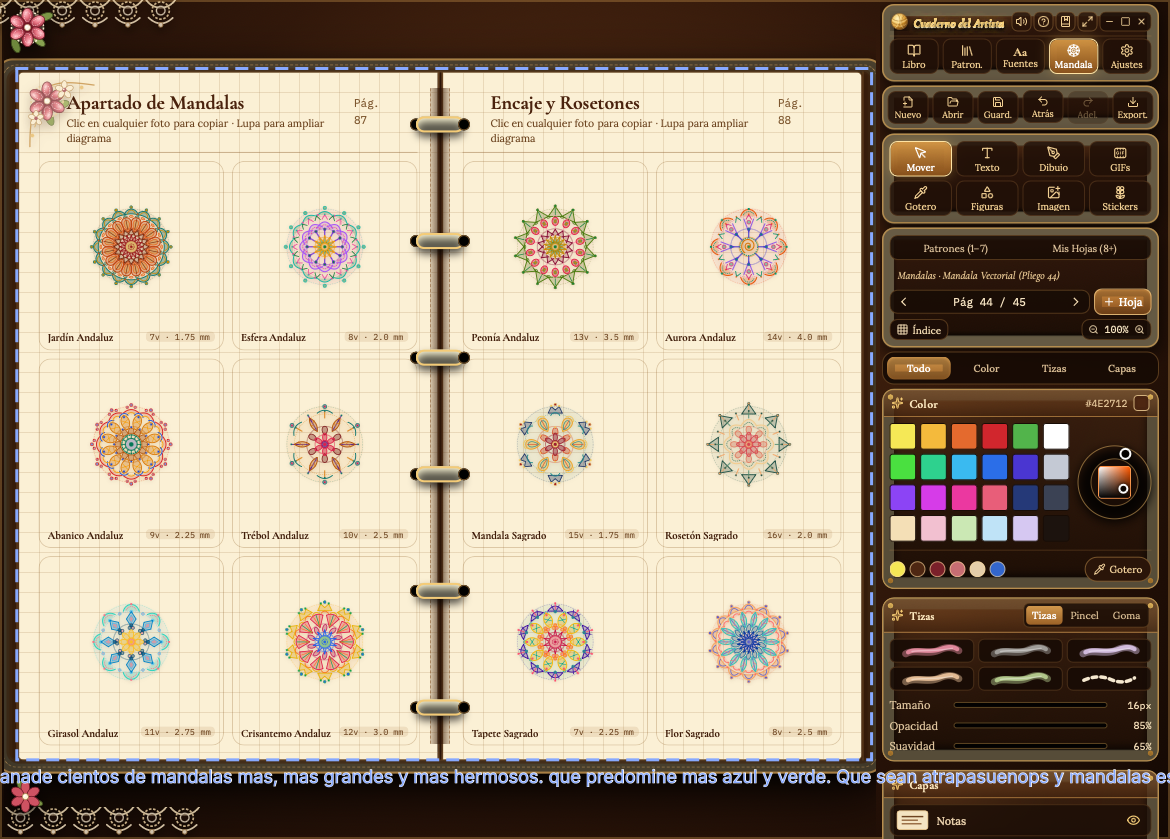 Cuaderno del Artista
Libro
Patron.
Aa
Fuentes
Mandala
Ajustes
Nuevo
Abrir
Guard.
Atrás
Adel.
Export.
Mover
Texto
Dibujo
GIFs
Gotero
Figuras
Imagen
Stickers
Patrones (1–7)
Mis Hojas (8+)
Mandalas · Mandala Vectorial (Pliego 44)
Pág 44 / 45
+ Hoja
Índice
100%
Todo
Color
Tizas
Capas
Color
#4E2712
Gotero
Tizas
Tizas
Pincel
Goma
Tamaño
16px
Opacidad
85%
Suavidad
65%
Capas
Notas
Apartado de Mandalas
Pág.
87
Clic en cualquier foto para copiar · Lupa para ampliar
diagrama
Jardín Andaluz
7v · 1.75 mm
Esfera Andaluz
8v · 2.0 mm
Abanico Andaluz
9v · 2.25 mm
Trébol Andaluz
10v · 2.5 mm
Girasol Andaluz
11v · 2.75 mm
Crisantemo Andaluz
12v · 3.0 mm
Encaje y Rosetones
Pág.
88
Clic en cualquier foto para copiar · Lupa para ampliar
diagrama
Peonía Andaluz
13v · 3.5 mm
Aurora Andaluz
14v · 4.0 mm
Mandala Sagrado
15v · 1.75 mm
Rosetón Sagrado
16v · 2.0 mm
Tapete Sagrado
7v · 2.25 mm
Flor Sagrado
8v · 2.5 mm
anade cientos de mandalas mas, mas grandes y mas hermosos. que predomine mas azul y verde. Que sean atrapasuenops y mandalas es